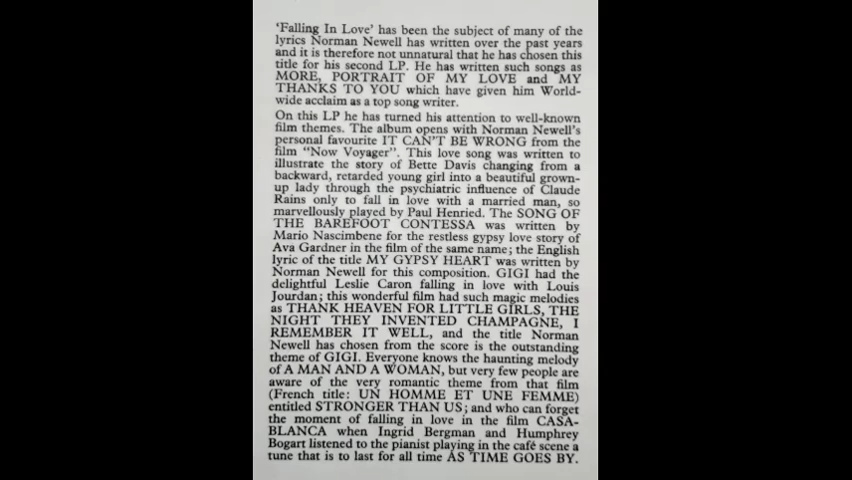 ‘Falling In Love’ has been the subject of many of the
lyrics Norman Newell has written over the past years
and it is therefore not unnatural that he has chosen this
title for his second LP. He has written such songs as
MORE, PORTRAIT OF MY LOVE and MY
THANKS TO YOU which have given him World-
wide acclaim as a top song writer.
On this LP he has turned his attention to well-known
film themes. The album opens with Norman Newell’s
personal favourite IT CAN’T BE WRONG from the
film “Now Voyager”. This love song was written to
illustrate the story of Bette Davis changing from a
backward, retarded young girl into a beautiful grown-
up lady through the psychiatric influence of Claude
Rains only to fall in love with a married man, so
marvellously played by Paul Henried. The SONG OF
THE BAREFOOT CONTESSA was written by
Mario Nascimbene for the restless gypsy love story of
Ava Gardner in the film of the same name; the English
lyric of the title MY GYPSY HEART was written by
Norman Newell for this composition. GIGI had the
delightful Leslie Caron falling in love with Louis
Jourdan; this wonderful film had such magic melodies
as THANK HEAVEN FOR LITTLE GIRLS, THE
NIGHT THEY INVENTED CHAMPAGNE, I
REMEMBER IT WELL, and the title Norman
Newell has chosen from the score is the outstanding
theme of GIGI. Everyone knows the haunting melody
of A MAN AND A WOMAN, but very few people are
aware of the very romantic theme from that film
(French title: UN HOMME ET UNE FEMME)
entitled STRONGER THAN US; and who can forget
the moment of falling in love in the film CASA-
BLANCA when Ingrid Bergman and Humphrey
Bogart listened to the pianist playing in the café scene a
tune that is to last for all time AS TIME GOES BY.